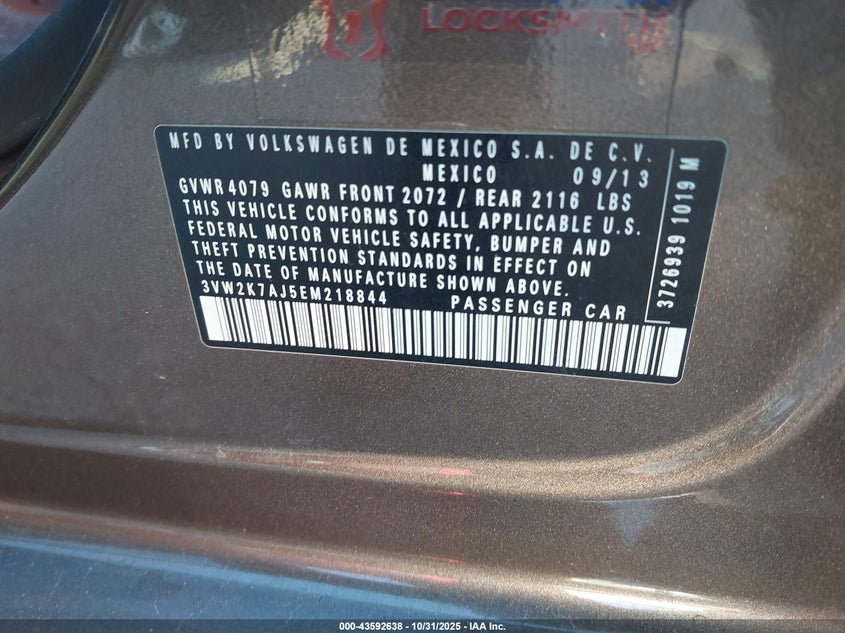 LOCKSMITH
MFD BY VOLKSWAGEN DE MEXICO S.A. DE C.V.
MEXICO 09/13
GVWR 4079 GAWR FRONT 2072 / REAR 2116 LBS
THIS VEHICLE CONFORMS TO ALL APPLICABLE U.S.
FEDERAL MOTOR VEHICLE SAFETY, BUMPER AND
THEFT PREVENTION STANDARDS IN EFFECT ON
THE DATE OF MANUFACTURE SHOWN ABOVE.
3VW2K7AJ5EM218844 PASSENGER CAR
3726939 1019 M
000-43592638 - 10/31/2025 - IAA Inc.